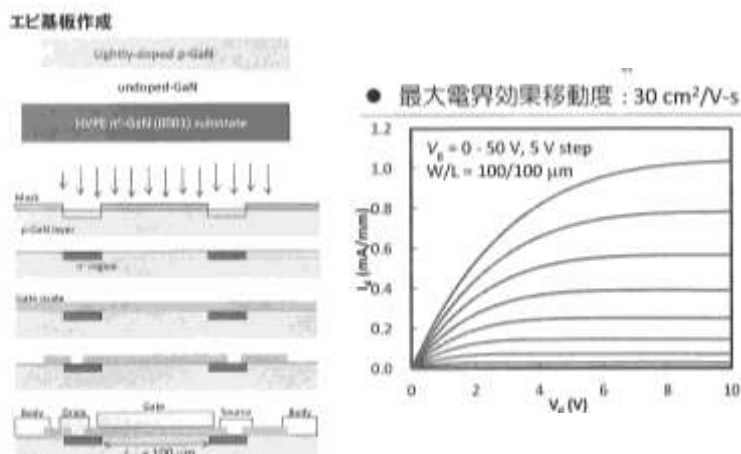 エピ基板作成
Lightly-doped p-GaN
undoped-GaN
HVPE n⁺-GaN (0001) substrate
Mask
p-GaN layer
n⁺ region
Gate oxide
Body
Drain
Gate
Source
Body
= 100 μm
● 最大電界効果移動度 : 30 cm²/V-s
V = 0 - 50 V, 5 V step
W/L = 100/100 μm
1.2
1.0
0.8
0.6
0.4
0.2
0.0
(mA/mm)
0
2
4
6
8
10
V (V)